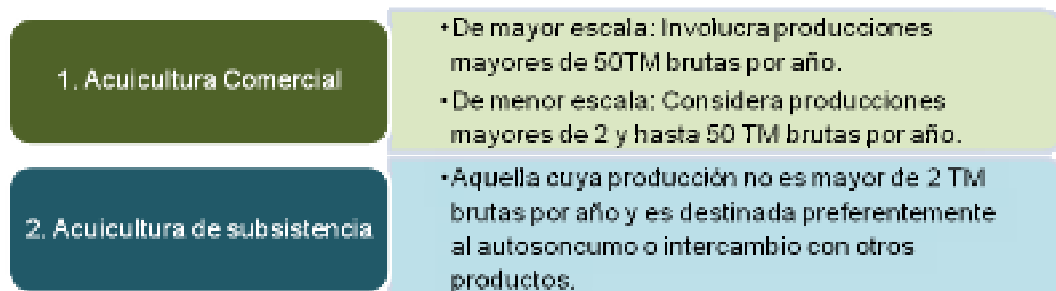 1. Acuicultura Comercial
•De mayor escala: Involucra producciones
mayores de 50TM brutas por año.
•De menor escala: Considera producciones
mayores de 2 y hasta 50 TM brutas por año.
2. Acuicultura de subsistencia
•Aquella cuya producción no es mayor de 2 TM
brutas por año y es destinada preferentemente
al autosoncumo o intercambio con otros
productos.